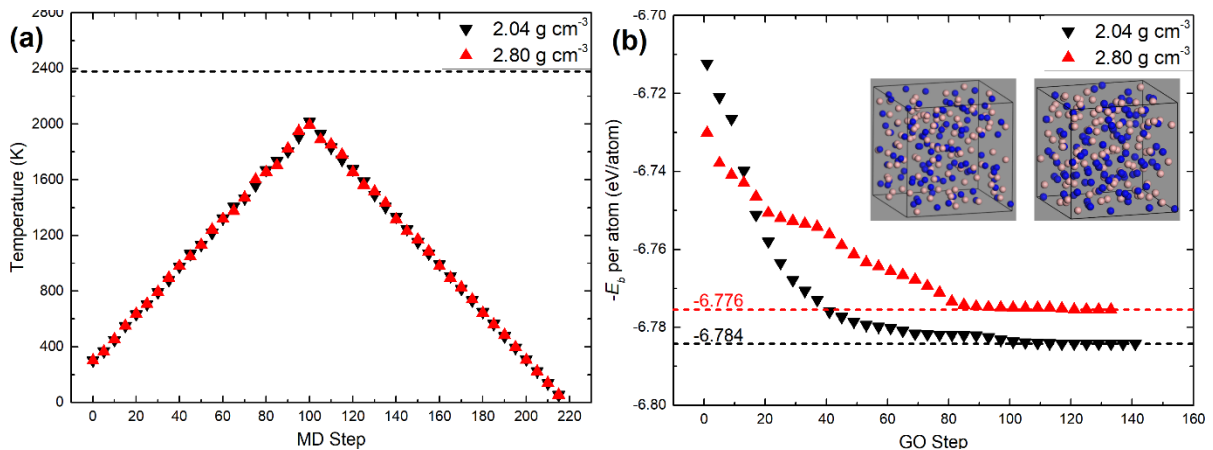 (a)
2.04 g cm-3
2.80 g cm-3
2800
2400
2000
1600
1200
800
400
0
Temperature (K)
0 20 40 60 80 100 120 140 160 180 200 220
MD Step
(b)
2.04 g cm-3
2.80 g cm-3
-6.70
-6.72
-6.74
-6.76
-6.78
-6.80
-Eb per atom (eV/atom)
-6.776
-6.784
0 20 40 60 80 100 120 140 160
GO Step